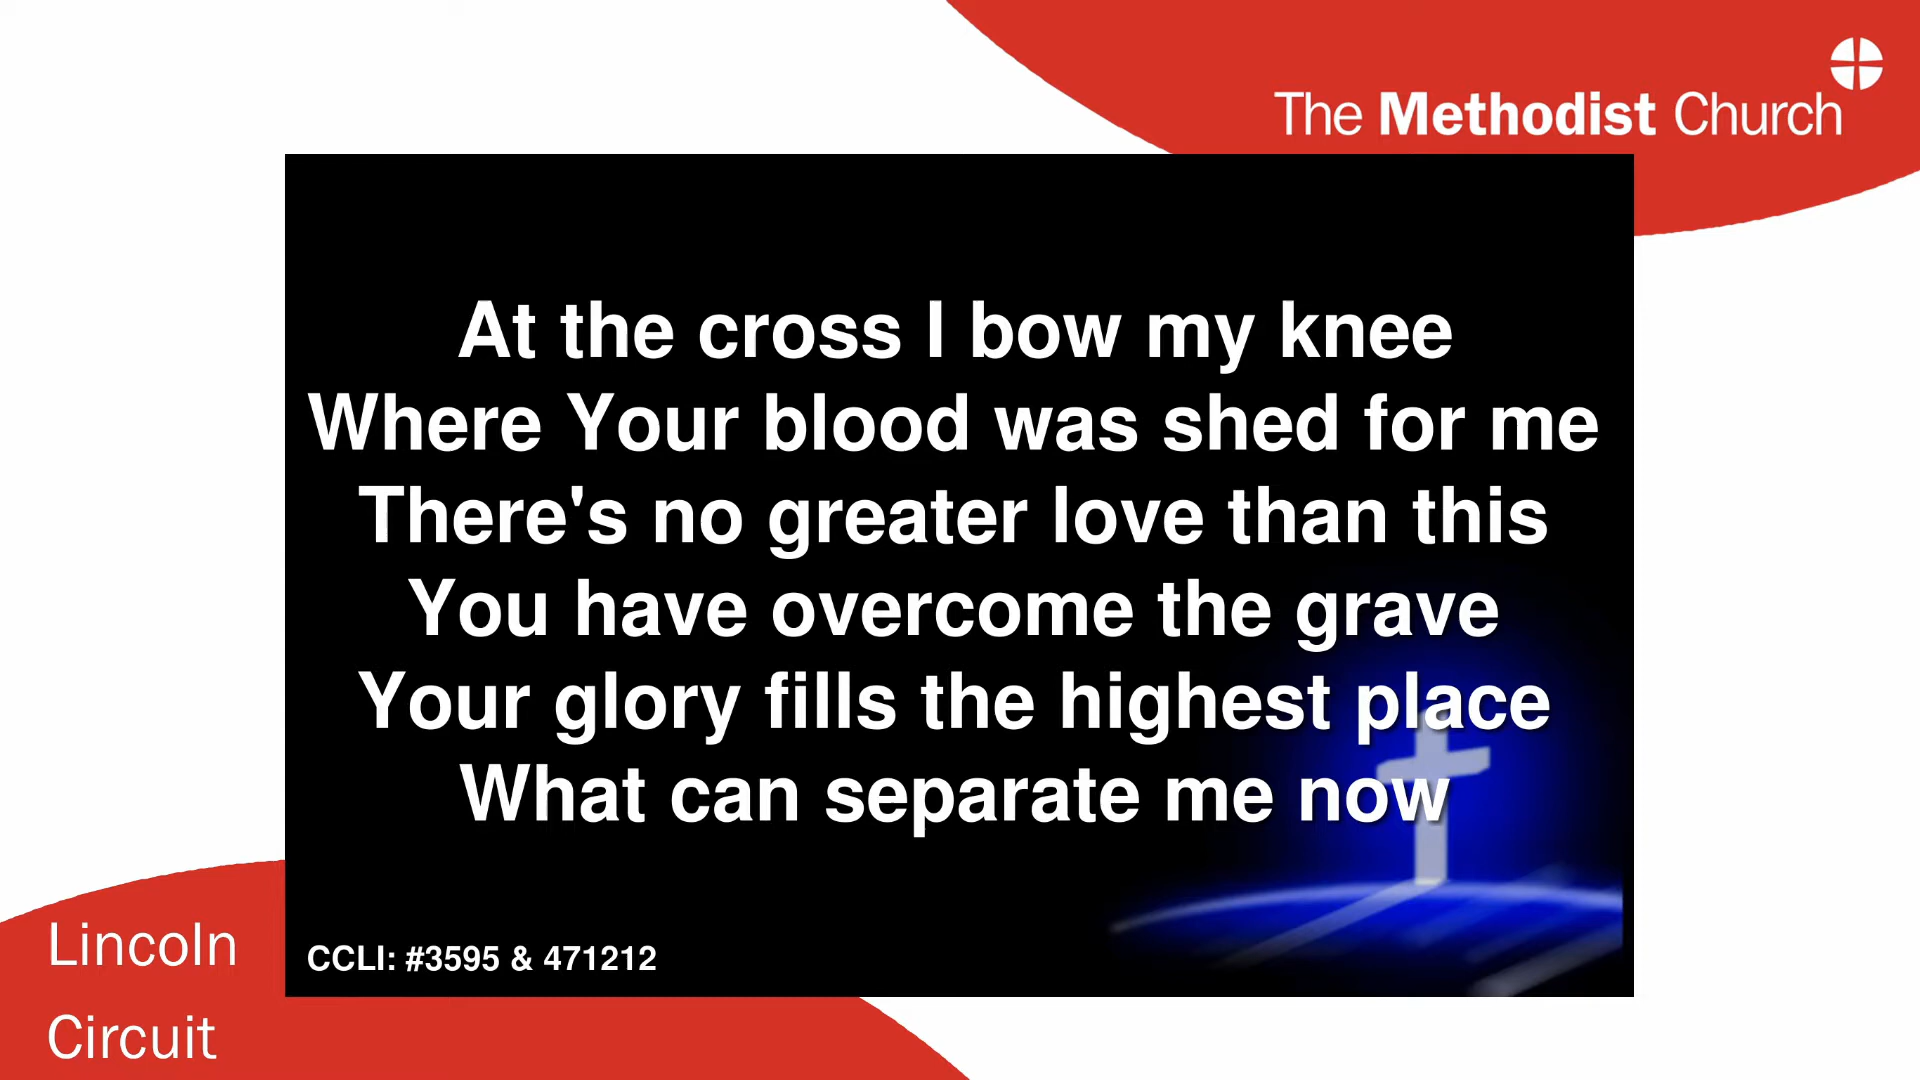 The Methodist Church
At the cross I bow my knee
Where Your blood was shed for me
There's no greater love than this
You have overcome the grave
Your glory fills the highest place
What can separate me now
CCLI: #3595 & 471212
Lincoln
Circuit